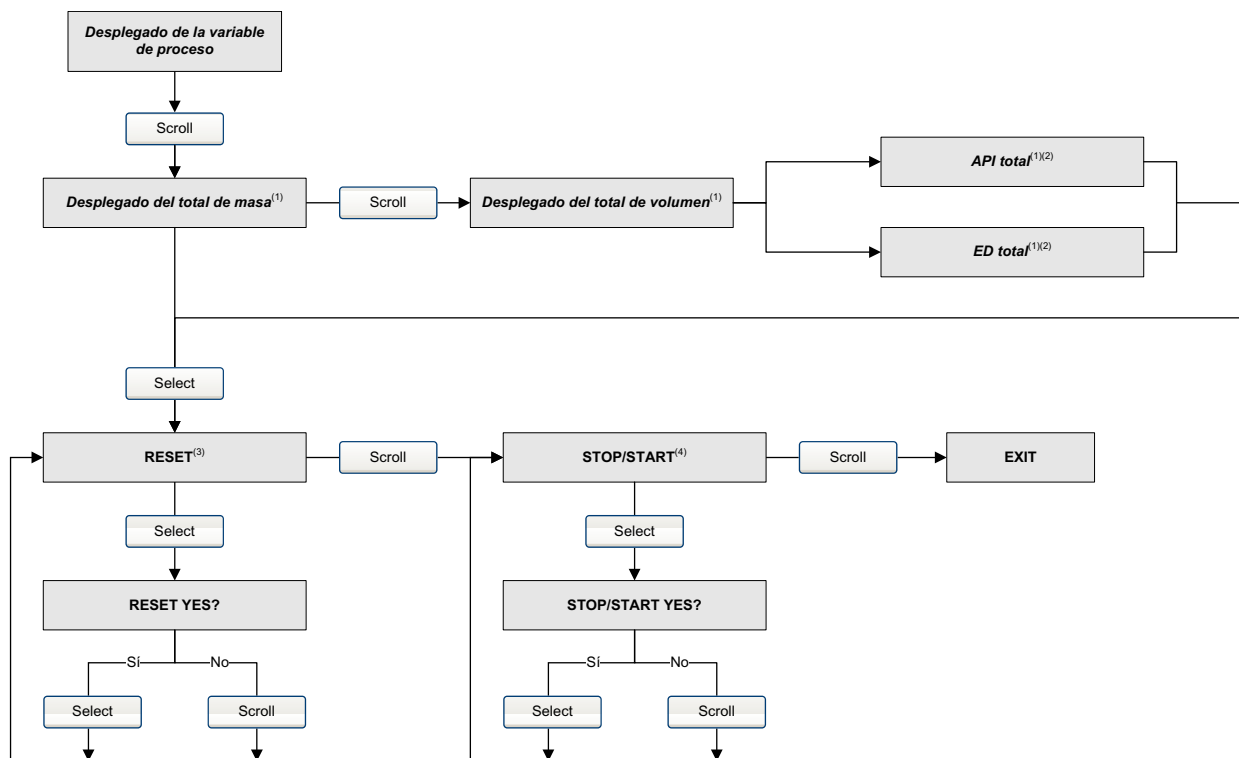 Desplegado de la variable
de proceso
Scroll
Desplegado del total de masa(1)
Scroll
Desplegado del total de volumen(1)
API total(1)(2)
ED total(1)(2)
Select
RESET(3)
Scroll
STOP/START(4)
Scroll
EXIT
Select
Select
RESET YES?
STOP/START YES?
Sí
No
Sí
No
Select
Scroll
Select
Scroll